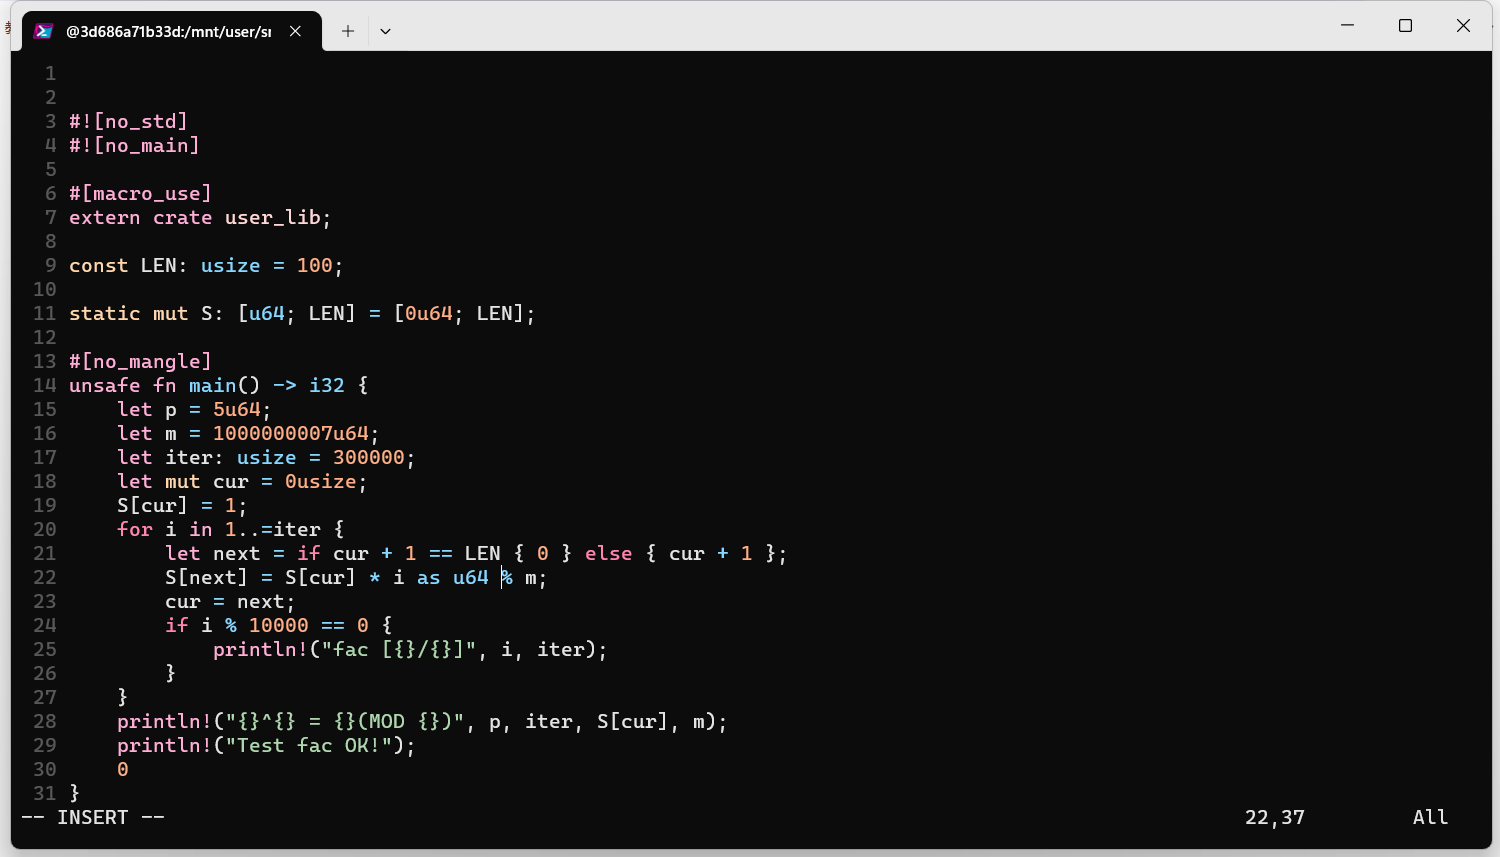 @3d686a71b33d:/mnt/user/sr
1
2
3 #![no_std]
4 #![no_main]
5
6 #[macro_use]
7 extern crate user_lib;
8
9 const LEN: usize = 100;
10
11 static mut S: [u64; LEN] = [0u64; LEN];
12
13 #[no_mangle]
14 unsafe fn main() -> i32 {
15     let p = 5u64;
16     let m = 1000000007u64;
17     let iter: usize = 300000;
18     let mut cur = 0usize;
19     S[cur] = 1;
20     for i in 1..=iter {
21         let next = if cur + 1 == LEN { 0 } else { cur + 1 };
22         S[next] = S[cur] * i as u64 % m;
23         cur = next;
24         if i % 10000 == 0 {
25             println!("fac [{}/{}]", i, iter);
26         }
27     }
28     println!("{}^{} = {}(MOD {})", p, iter, S[cur], m);
29     println!("Test fac OK!");
30     0
31 }
-- INSERT -- 22,37 All